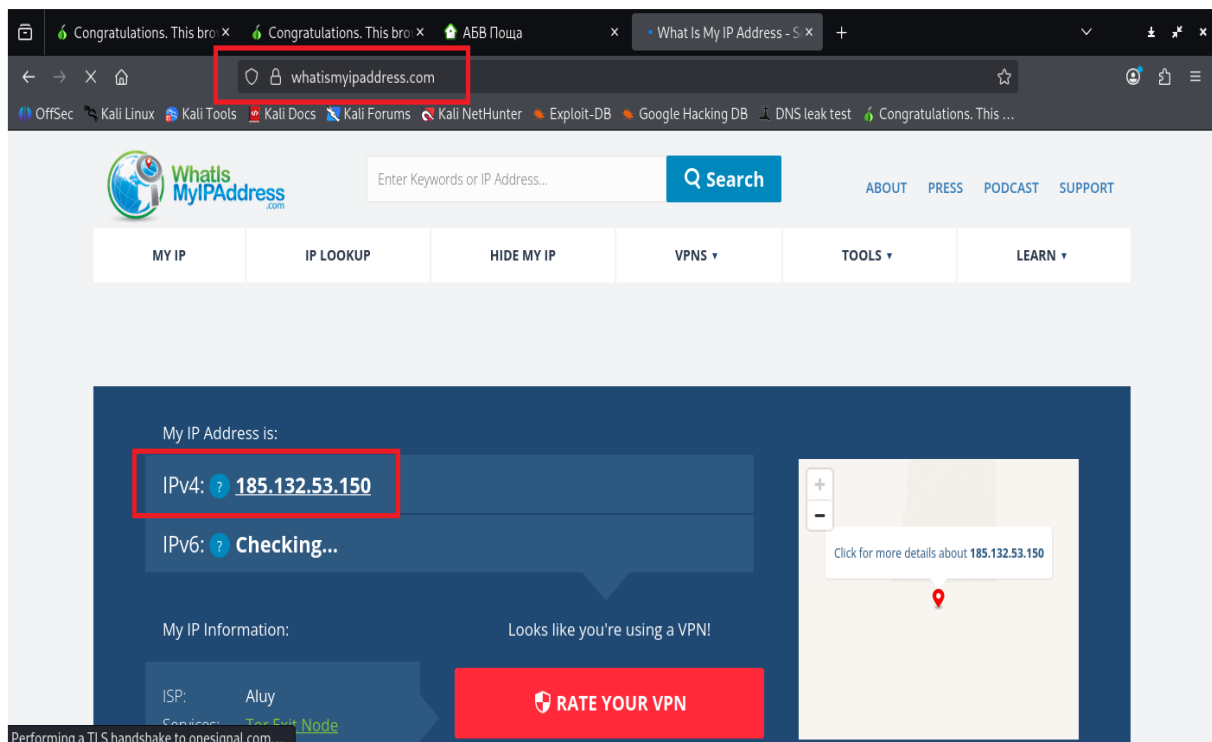 Congratulations. This bro
Congratulations. This bro
АБВ Поща
What Is My IP Address - S
whatismyipaddress.com
OffSec Kali Linux Kali Tools Kali Docs Kali Forums Kali NetHunter Exploit-DB Google Hacking DB DNS leak test Congratulations. This ...
WhatIs
MyIPAddress
.com
Enter Keywords or IP Address...
Search
ABOUT PRESS PODCAST SUPPORT
MY IP IP LOOKUP HIDE MY IP VPNS ▾ TOOLS ▾ LEARN ▾
My IP Address is:
IPv4: ? 185.132.53.150
IPv6: ? Checking...
Click for more details about 185.132.53.150
My IP Information:
Looks like you're using a VPN!
ISP: Aluy
Services: Tor Exit Node
RATE YOUR VPN
Performing a TLS handshake to onesignal.com...